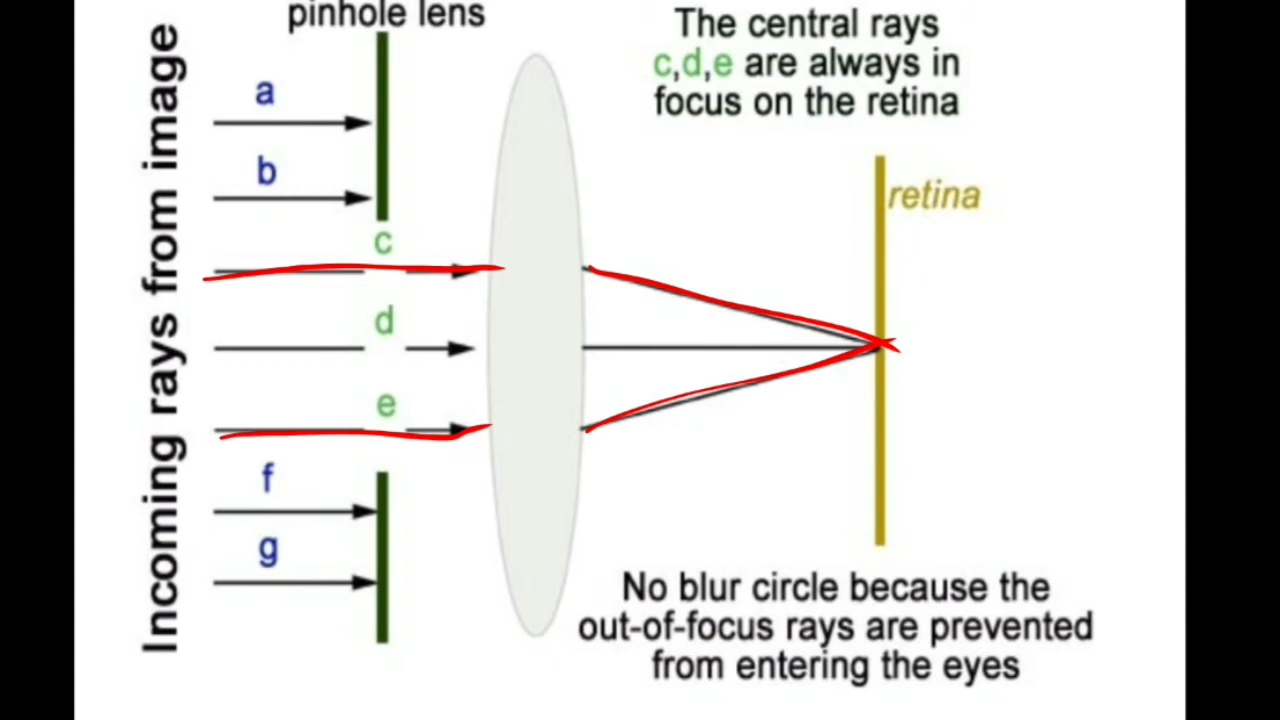 pinhole lens
The central rays
c,d,e are always in
focus on the retina
Incoming rays from image
a
b
c
d
e
f
g
retina
No blur circle because the
out-of-focus rays are prevented
from entering the eyes